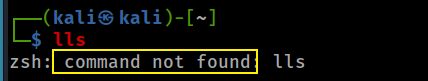 ┌──(kali㉿kali)-[~]
└─$ lls
zsh: command not found: lls